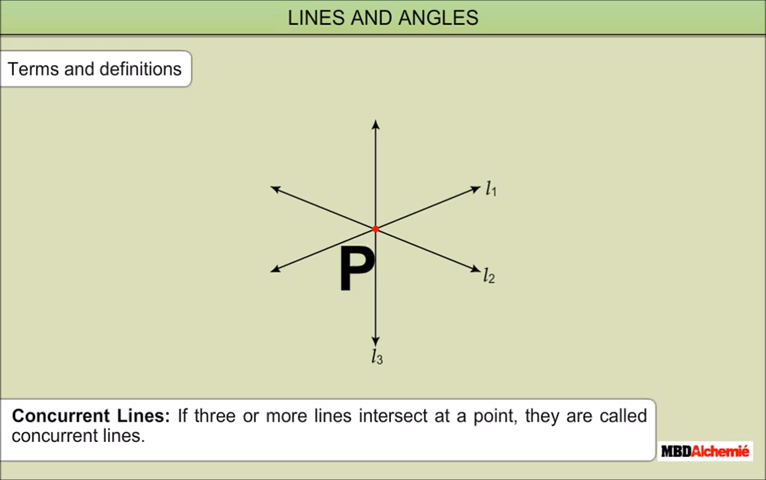 LINES AND ANGLES
Terms and definitions
l1
P
l2
l3
Concurrent Lines: If three or more lines intersect at a point, they are called
concurrent lines.
MBDAlchemié